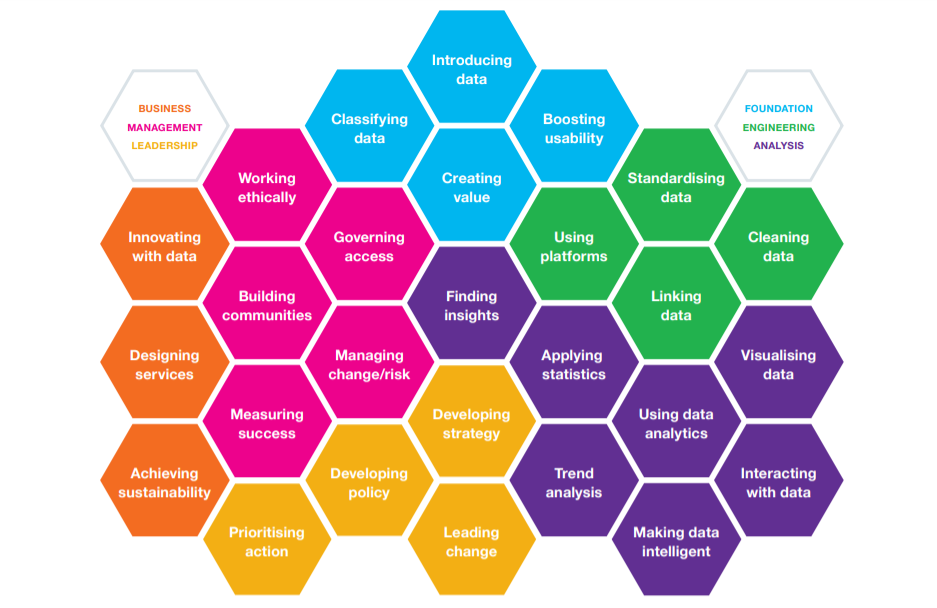 Introducing
data
BUSINESS
MANAGEMENT
LEADERSHIP
Classifying
data
Boosting
usability
FOUNDATION
ENGINEERING
ANALYSIS
Working
ethically
Creating
value
Standardising
data
Innovating
with data
Governing
access
Using
platforms
Cleaning
data
Building
communities
Finding
insights
Linking
data
Designing
services
Managing
change/risk
Applying
statistics
Visualising
data
Measuring
success
Developing
strategy
Using data
analytics
Achieving
sustainability
Developing
policy
Trend
analysis
Interacting
with data
Prioritising
action
Leading
change
Making data
intelligent